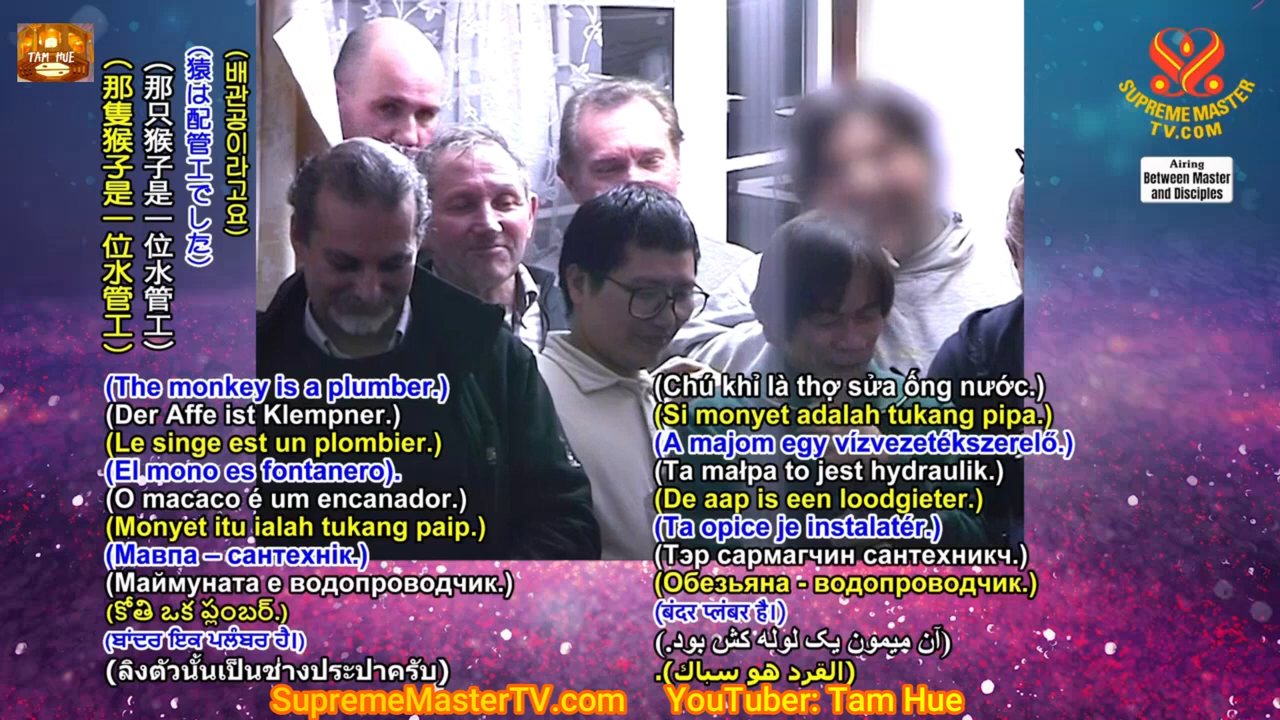 TAM HUE
(배관공이라고요)
(猿は配管工でした)
(那只猴子是一位水管工)
(那隻猴子是一位水管工)
SUPREME MASTER
TV.COM
Airing
Between Master
and Disciples
(The monkey is a plumber.)
(Der Affe ist Klempner.)
(Le singe est un plombier.)
(El mono es fontanero).
(O macaco é um encanador.)
(Monyet itu ialah tukang paip.)
(Мавпа – сантехнік.)
(Маймуната е водопроводчик.)
(కోతి ఒక ప్లంబర్.)
(ਬਾਂਦਰ ਇਕ ਪਲੰਬਰ ਹੈ।)
(ลิงตัวนั้นเป็นช่างประปาครับ)
(Chú khỉ là thợ sửa ống nước.)
(Si monyet adalah tukang pipa.)
(A majom egy vízvezetékszerelő.)
(Ta małpa to jest hydraulik.)
(De aap is een loodgieter.)
(Ta opice je instalatér.)
(Тэр сармагчин сантехникч.)
(Обезьяна - водопроводчик.)
(बंदर प्लंबर है।)
(آن میمون یک لوله کش بود.)
(القرد هو سباك).
SupremeMasterTV.com
YouTuber: Tam Hue